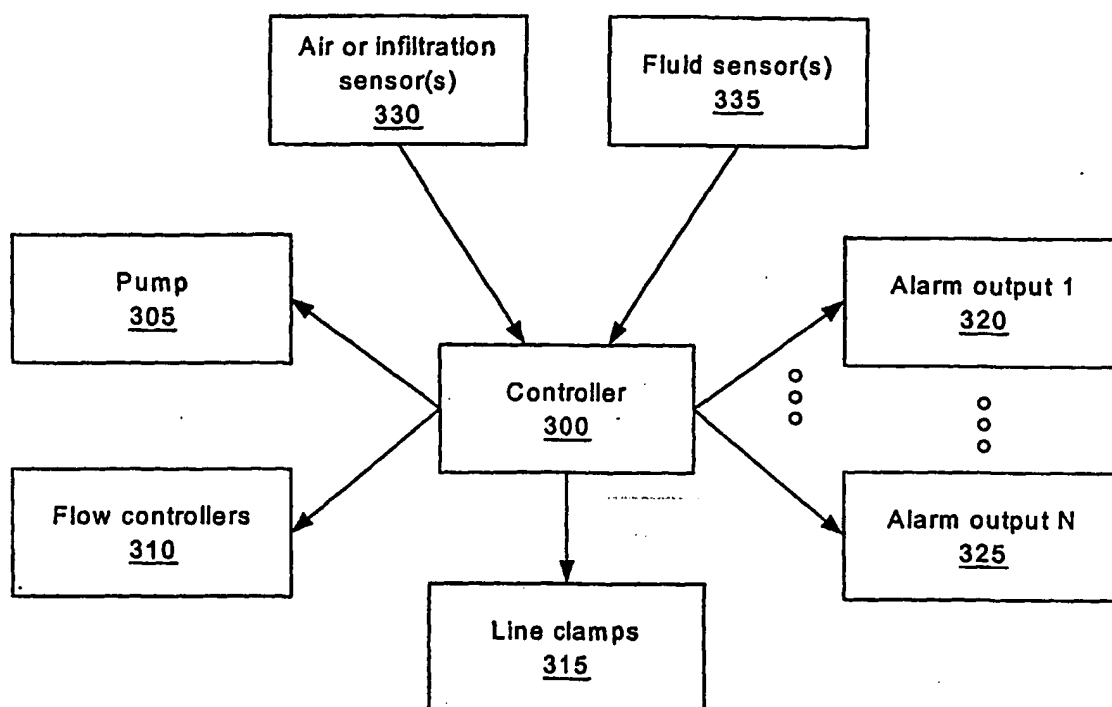 Air or infiltration
sensor(s)
330
Fluid sensor(s)
335
Pump
305
Alarm output 1
320
Controller
300
Flow controllers
310
Alarm output N
325
Line clamps
315